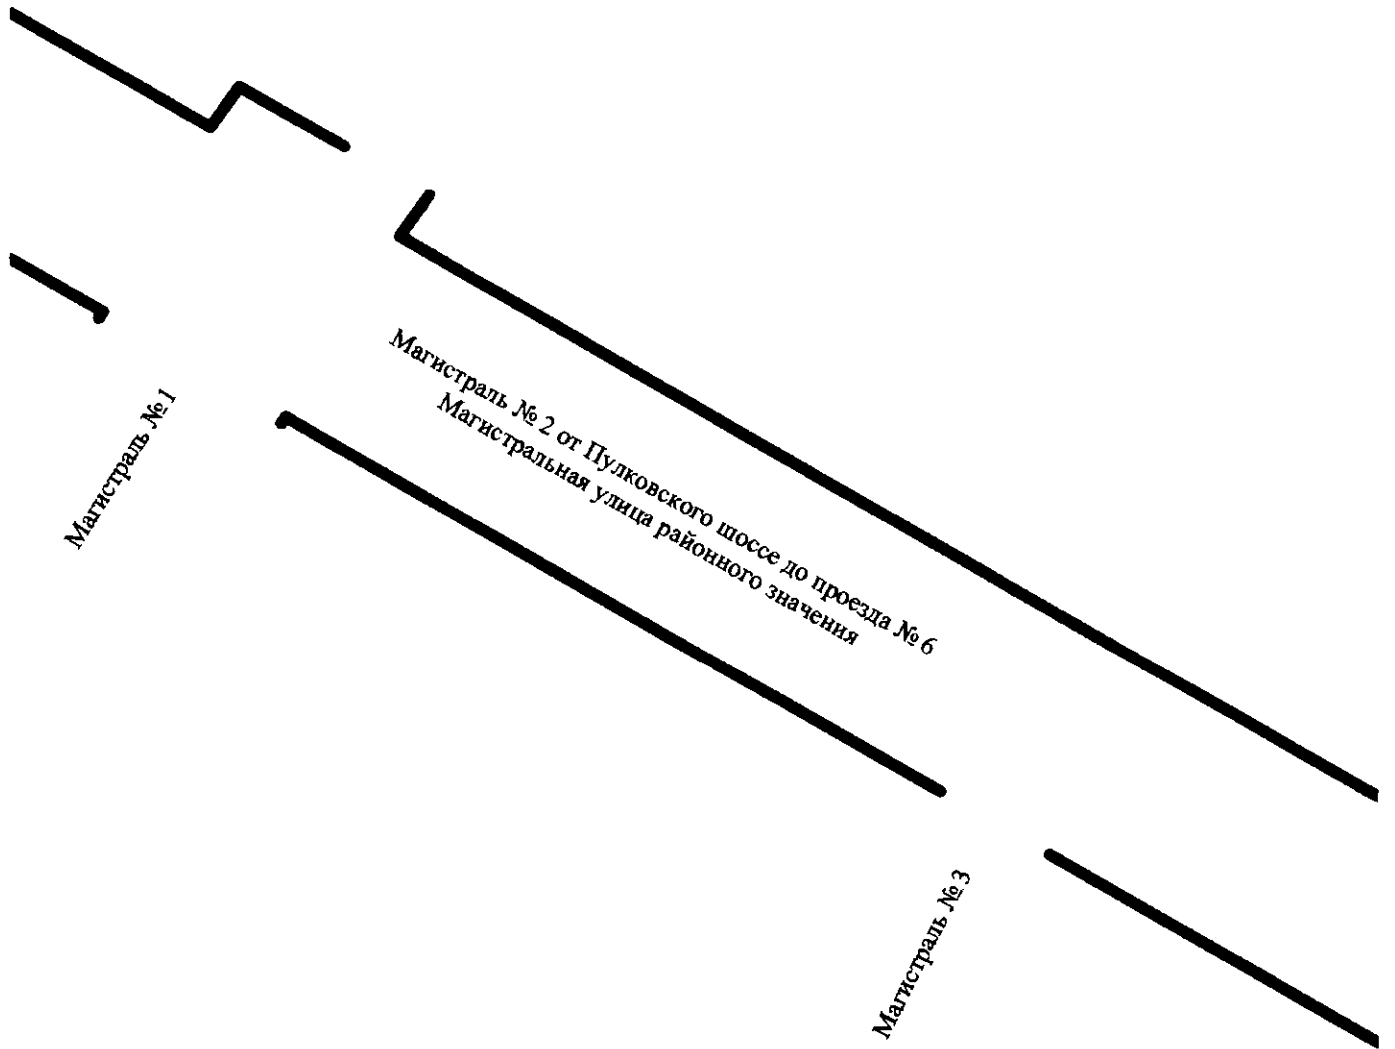 Магистраль № 2 от Пулковского шоссе до проезда № 6
Магистральная улица районного значения
Магистраль № 1
Магистраль № 3